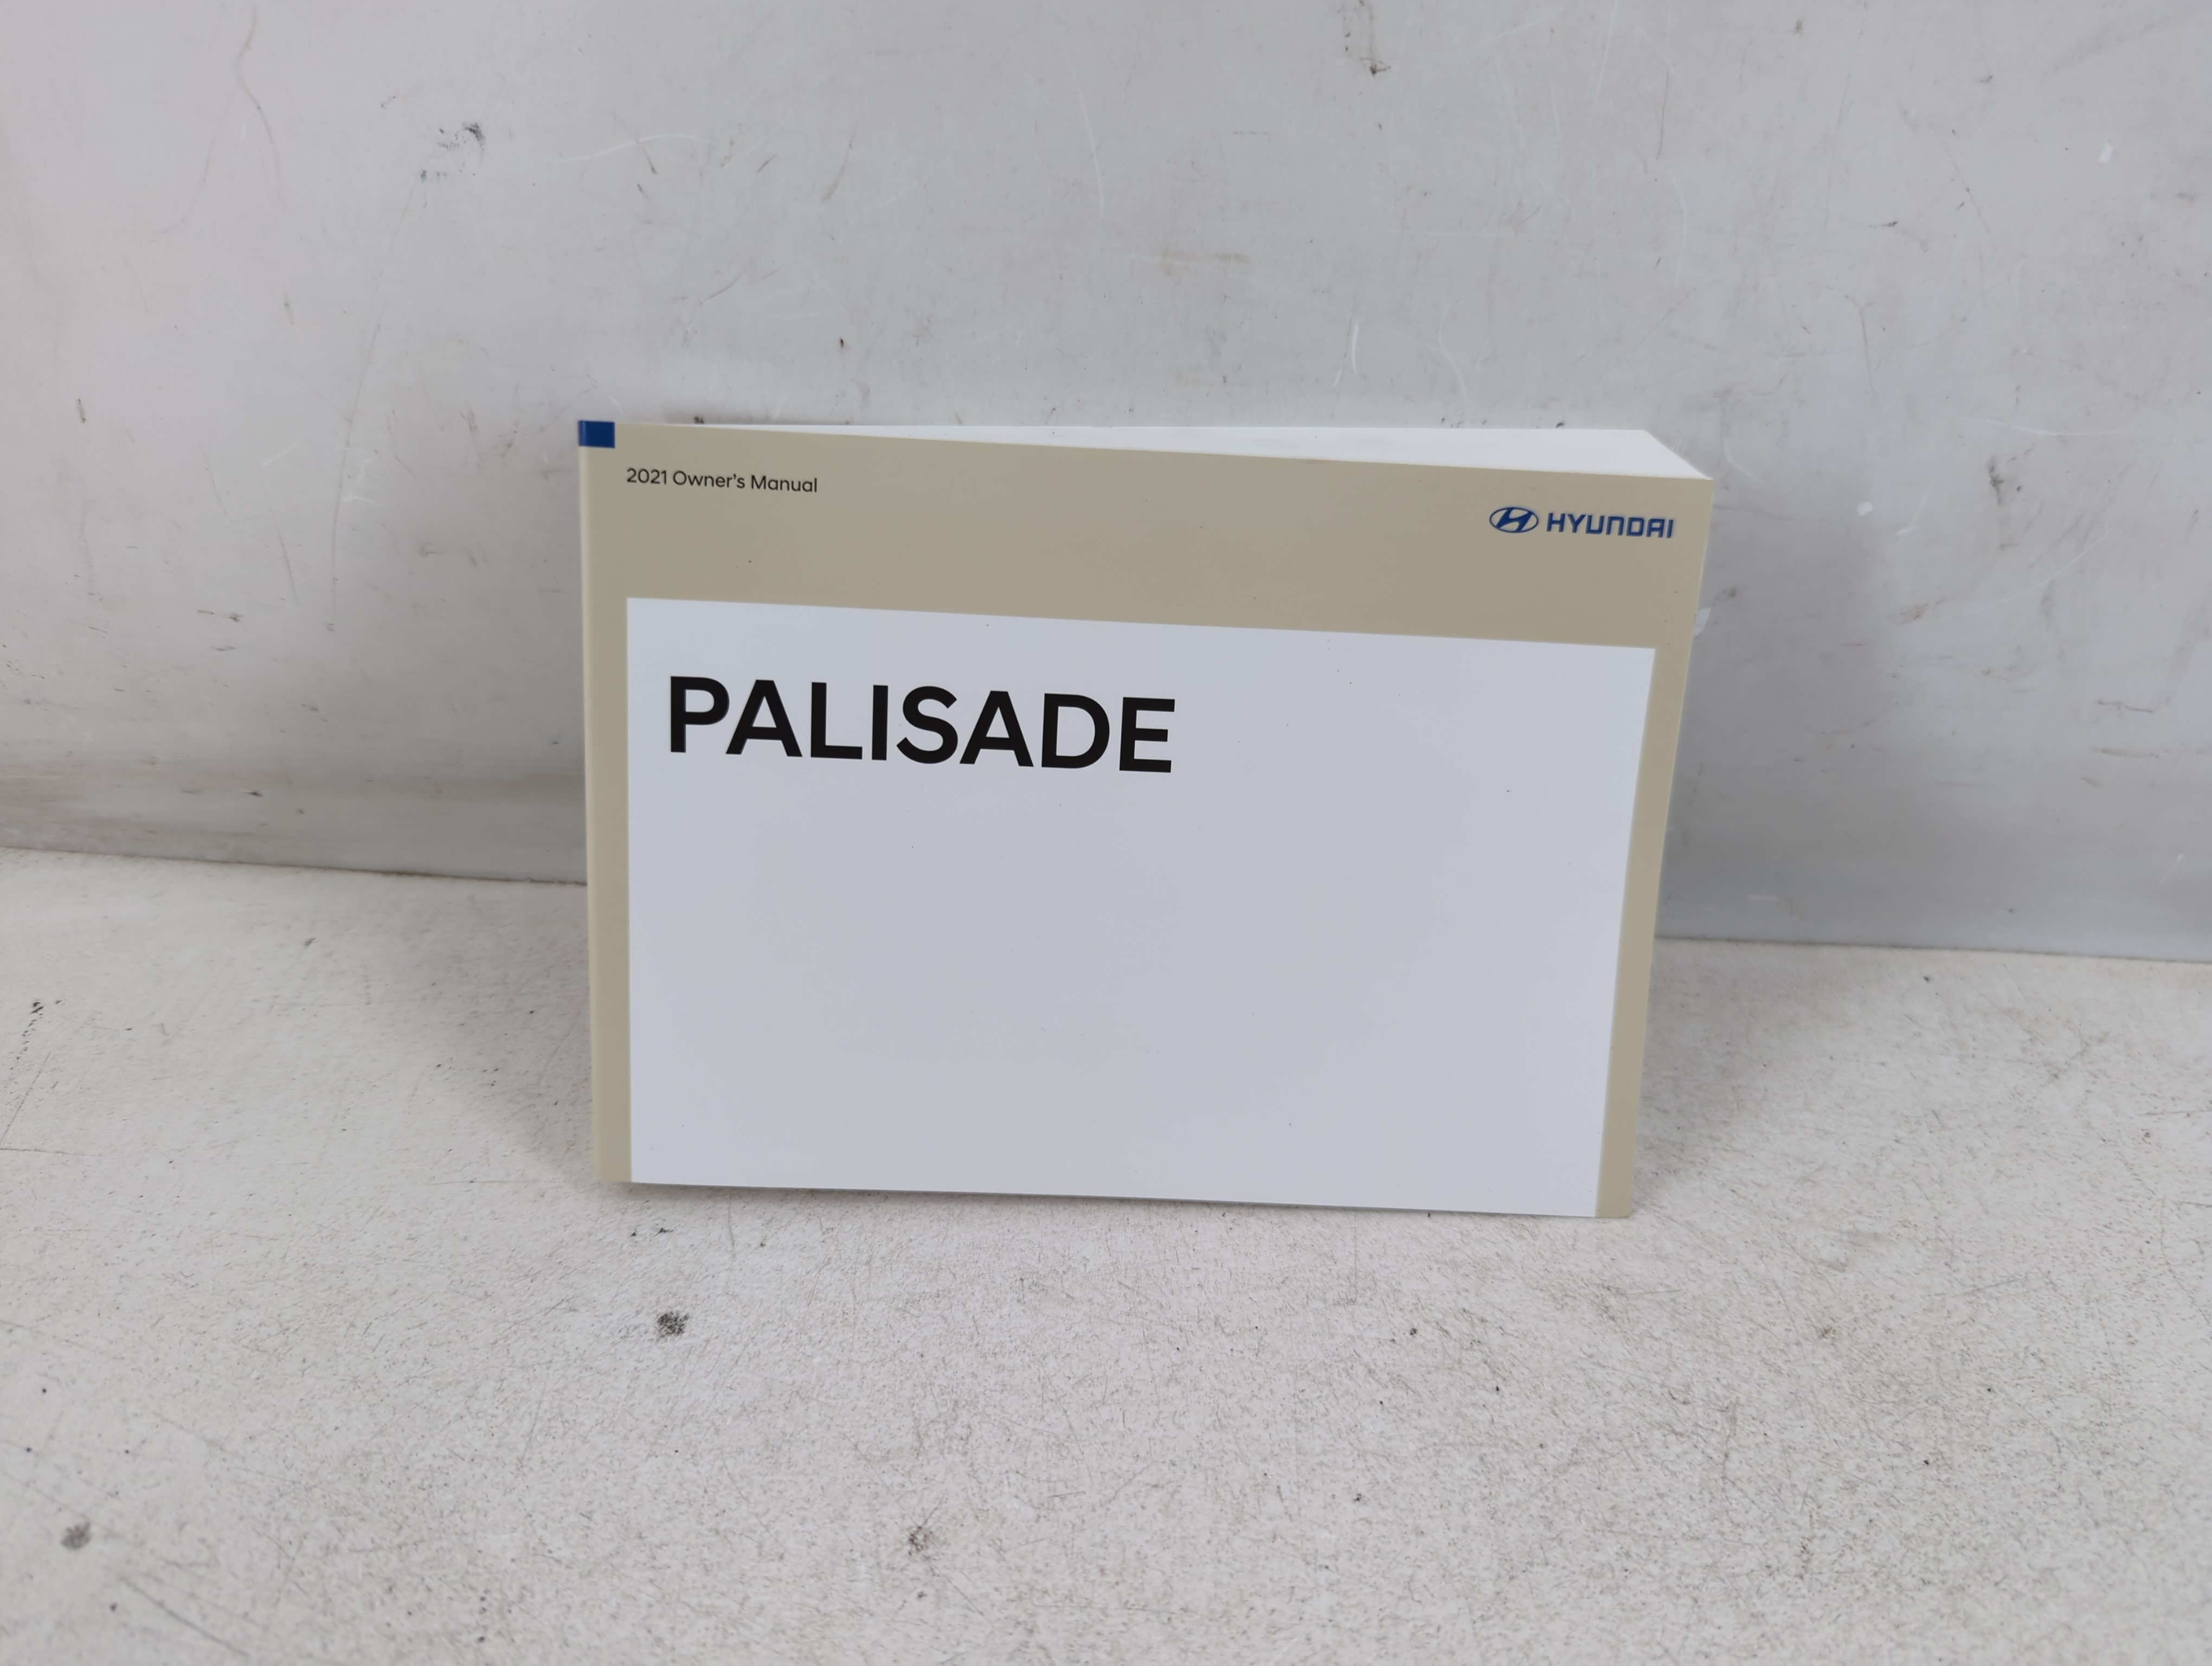 2021 Owner's Manual
HYUNDAI
PALISADE